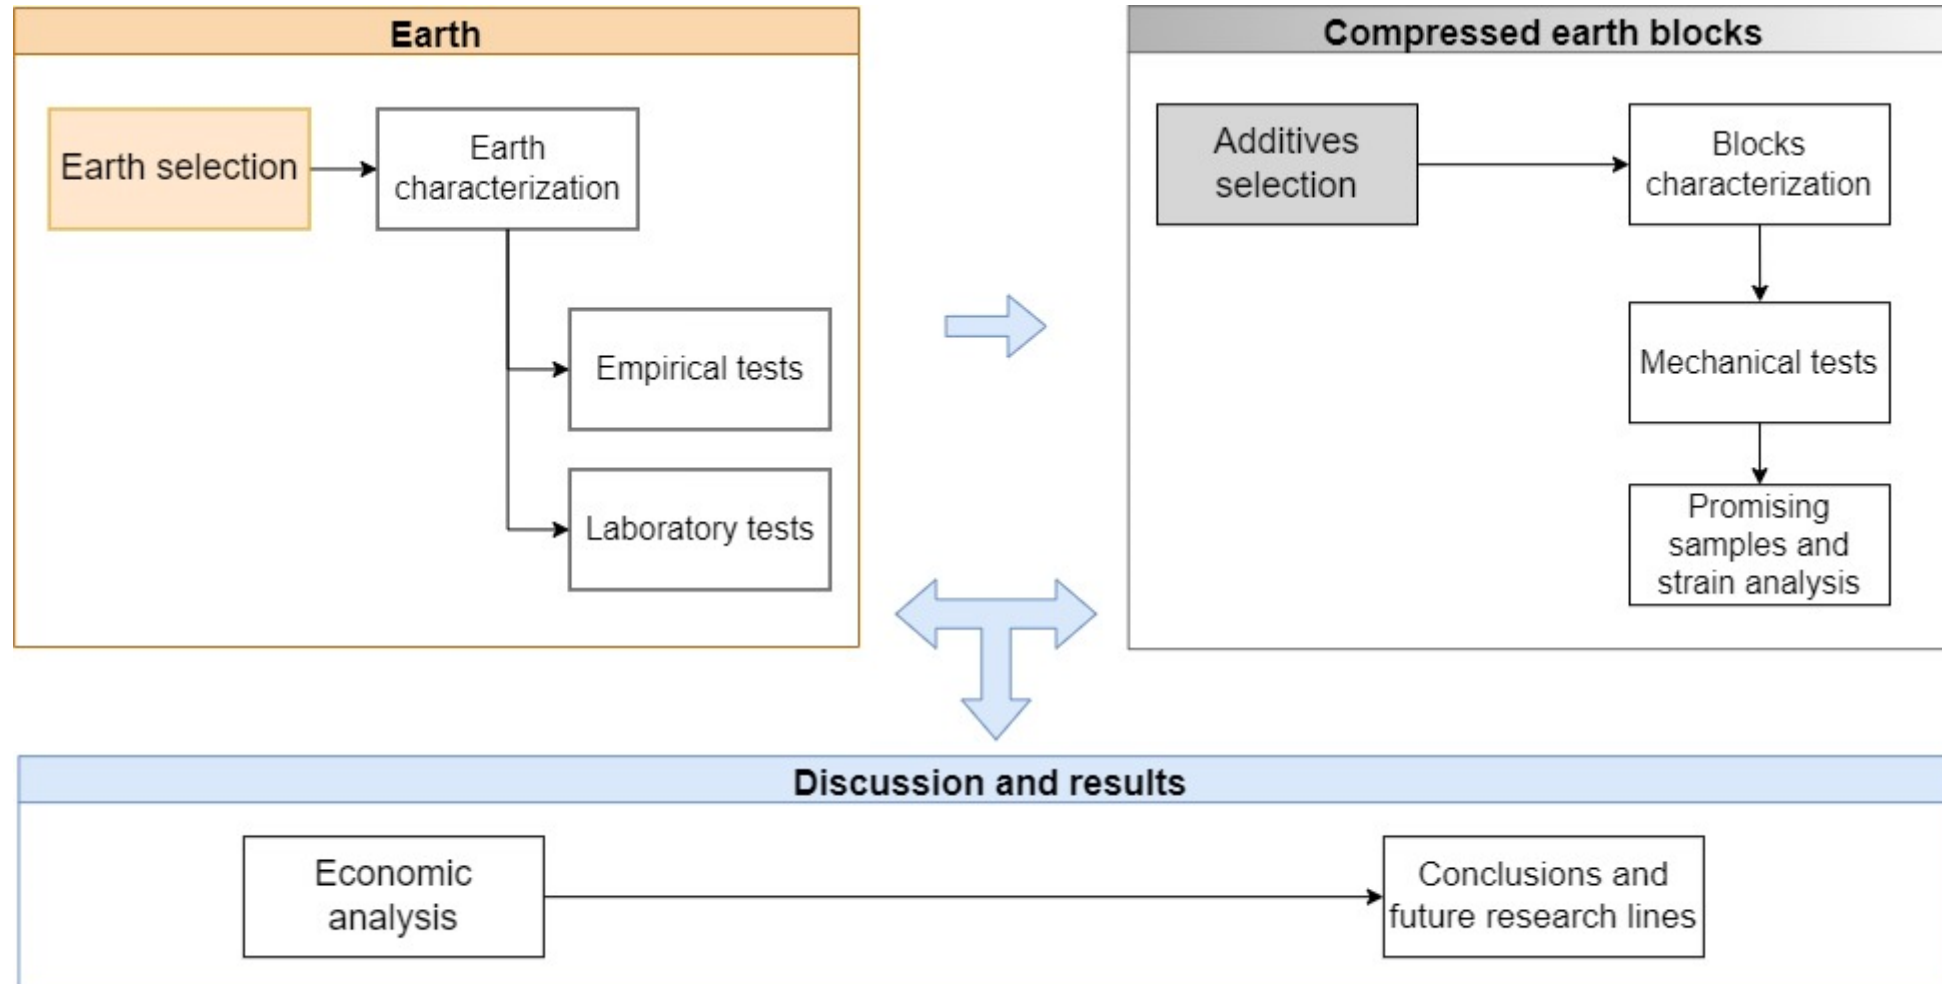 Earth
Earth selection
Earth
characterization
Empirical tests
Laboratory tests
Compressed earth blocks
Additives
selection
Blocks
characterization
Mechanical tests
Promising
samples and
strain analysis
Discussion and results
Economic
analysis
Conclusions and
future research lines